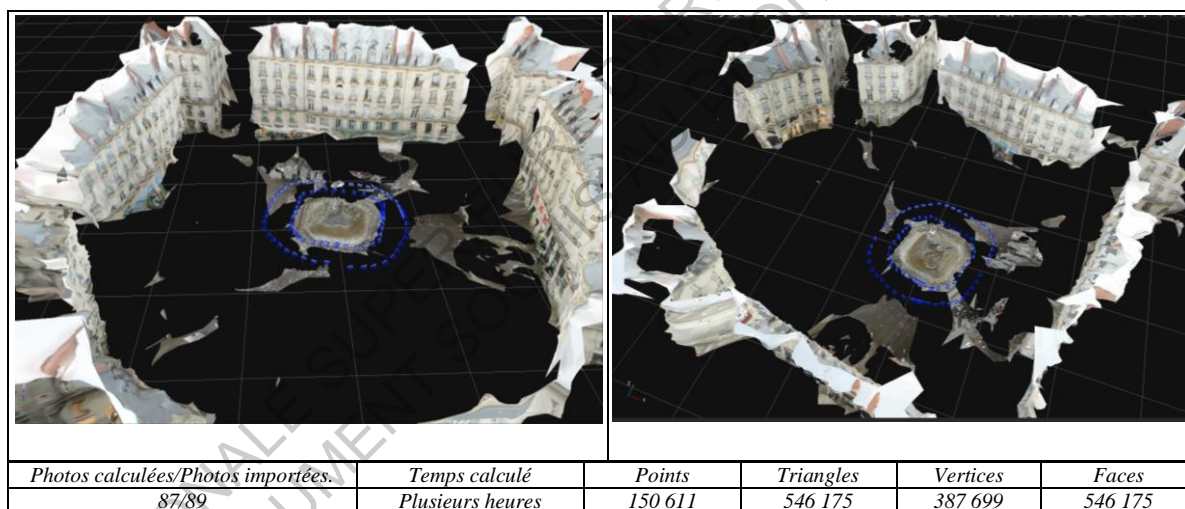 Photos calculées/Photos importées. Temps calculé Points Triangles Vertices Faces
87/89 Plusieurs heures 150 611 546 175 387 699 546 175